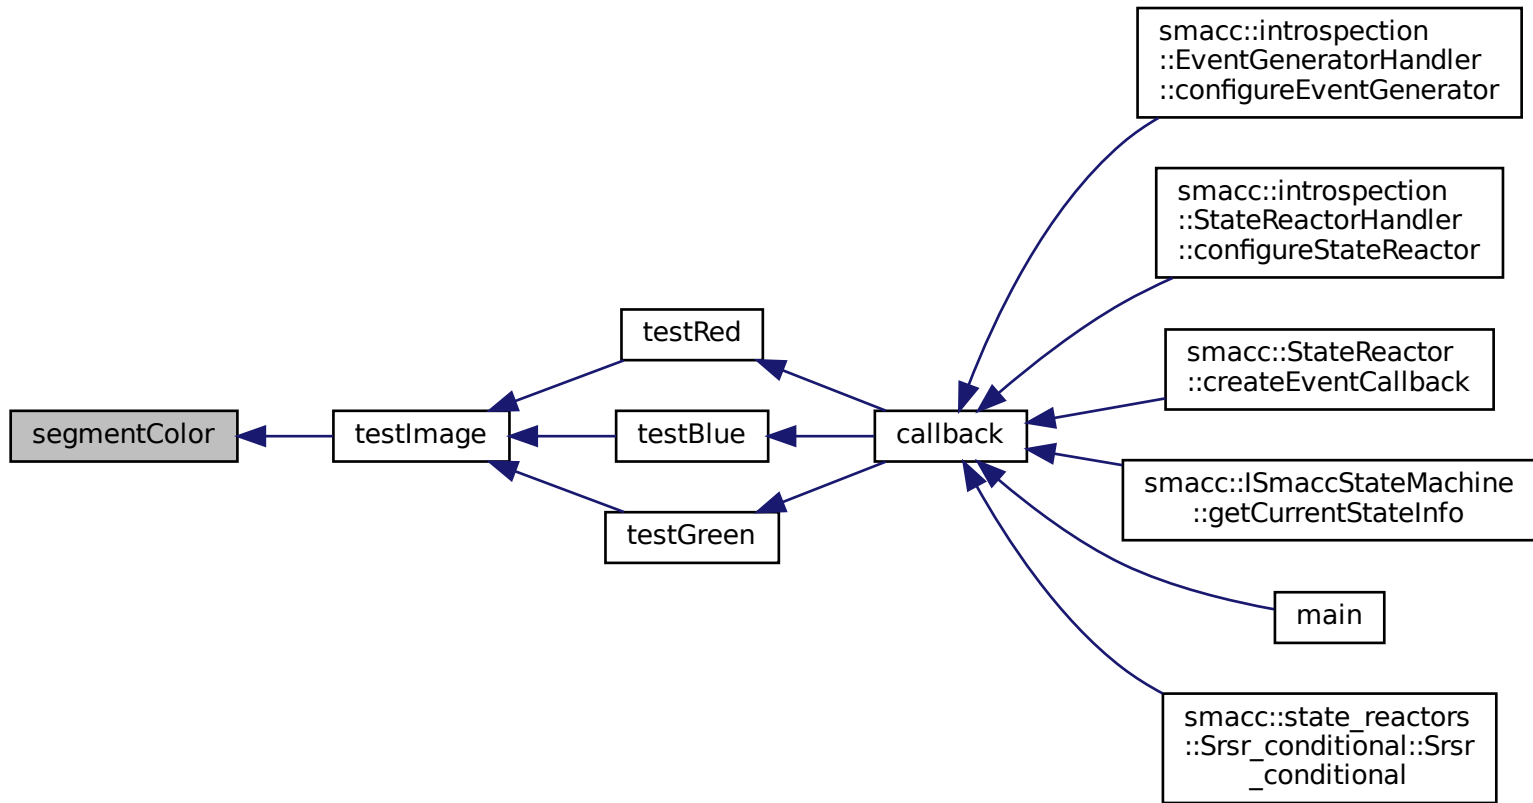 smacc::introspection
::EventGeneratorHandler
::configureEventGenerator
smacc::introspection
::StateReactorHandler
::configureStateReactor
testRed
smacc::StateReactor
::createEventCallback
segmentColor
testImage
testBlue
callback
smacc::ISmaccStateMachine
::getCurrentStateInfo
testGreen
main
smacc::state_reactors
::Srsr_conditional::Srsr
_conditional